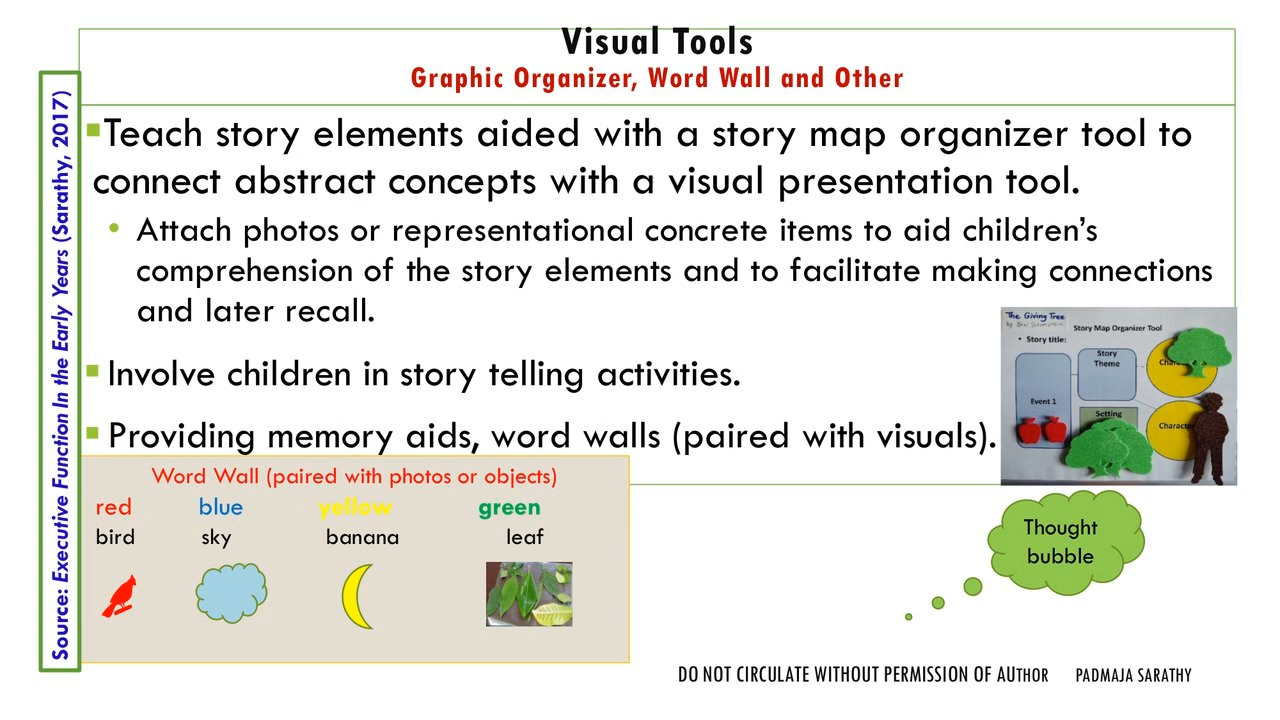 Visual Tools
Graphic Organizer, Word Wall and Other
Source: Executive Function In the Early Years (Sarathy, 2017)
Teach story elements aided with a story map organizer tool to
connect abstract concepts with a visual presentation tool.
Attach photos or representational concrete items to aid children's
comprehension of the story elements and to facilitate making connections
and later recall.
Involve children in story telling activities.
Providing memory aids, word walls (paired with visuals).
The Giving Tree
Story Map Organizer Tool
Story title:
Story
Theme
Event 1
Setting
Word Wall (paired with photos or objects)
red blue yellow green
bird sky banana leaf
Thought
bubble
DO NOT CIRCULATE WITHOUT PERMISSION OF AUTHOR PADMAJA SARATHY